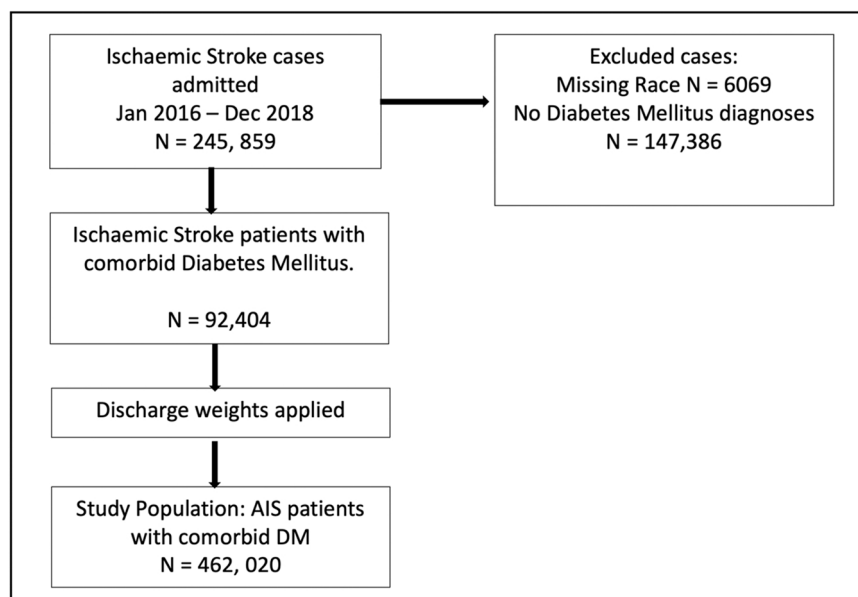 Ischaemic Stroke cases
admitted
Jan 2016 – Dec 2018
N = 245, 859
Excluded cases:
Missing Race N = 6069
No Diabetes Mellitus diagnoses
N = 147,386
Ischaemic Stroke patients with
comorbid Diabetes Mellitus.
N = 92,404
Discharge weights applied
Study Population: AIS patients
with comorbid DM
N = 462, 020